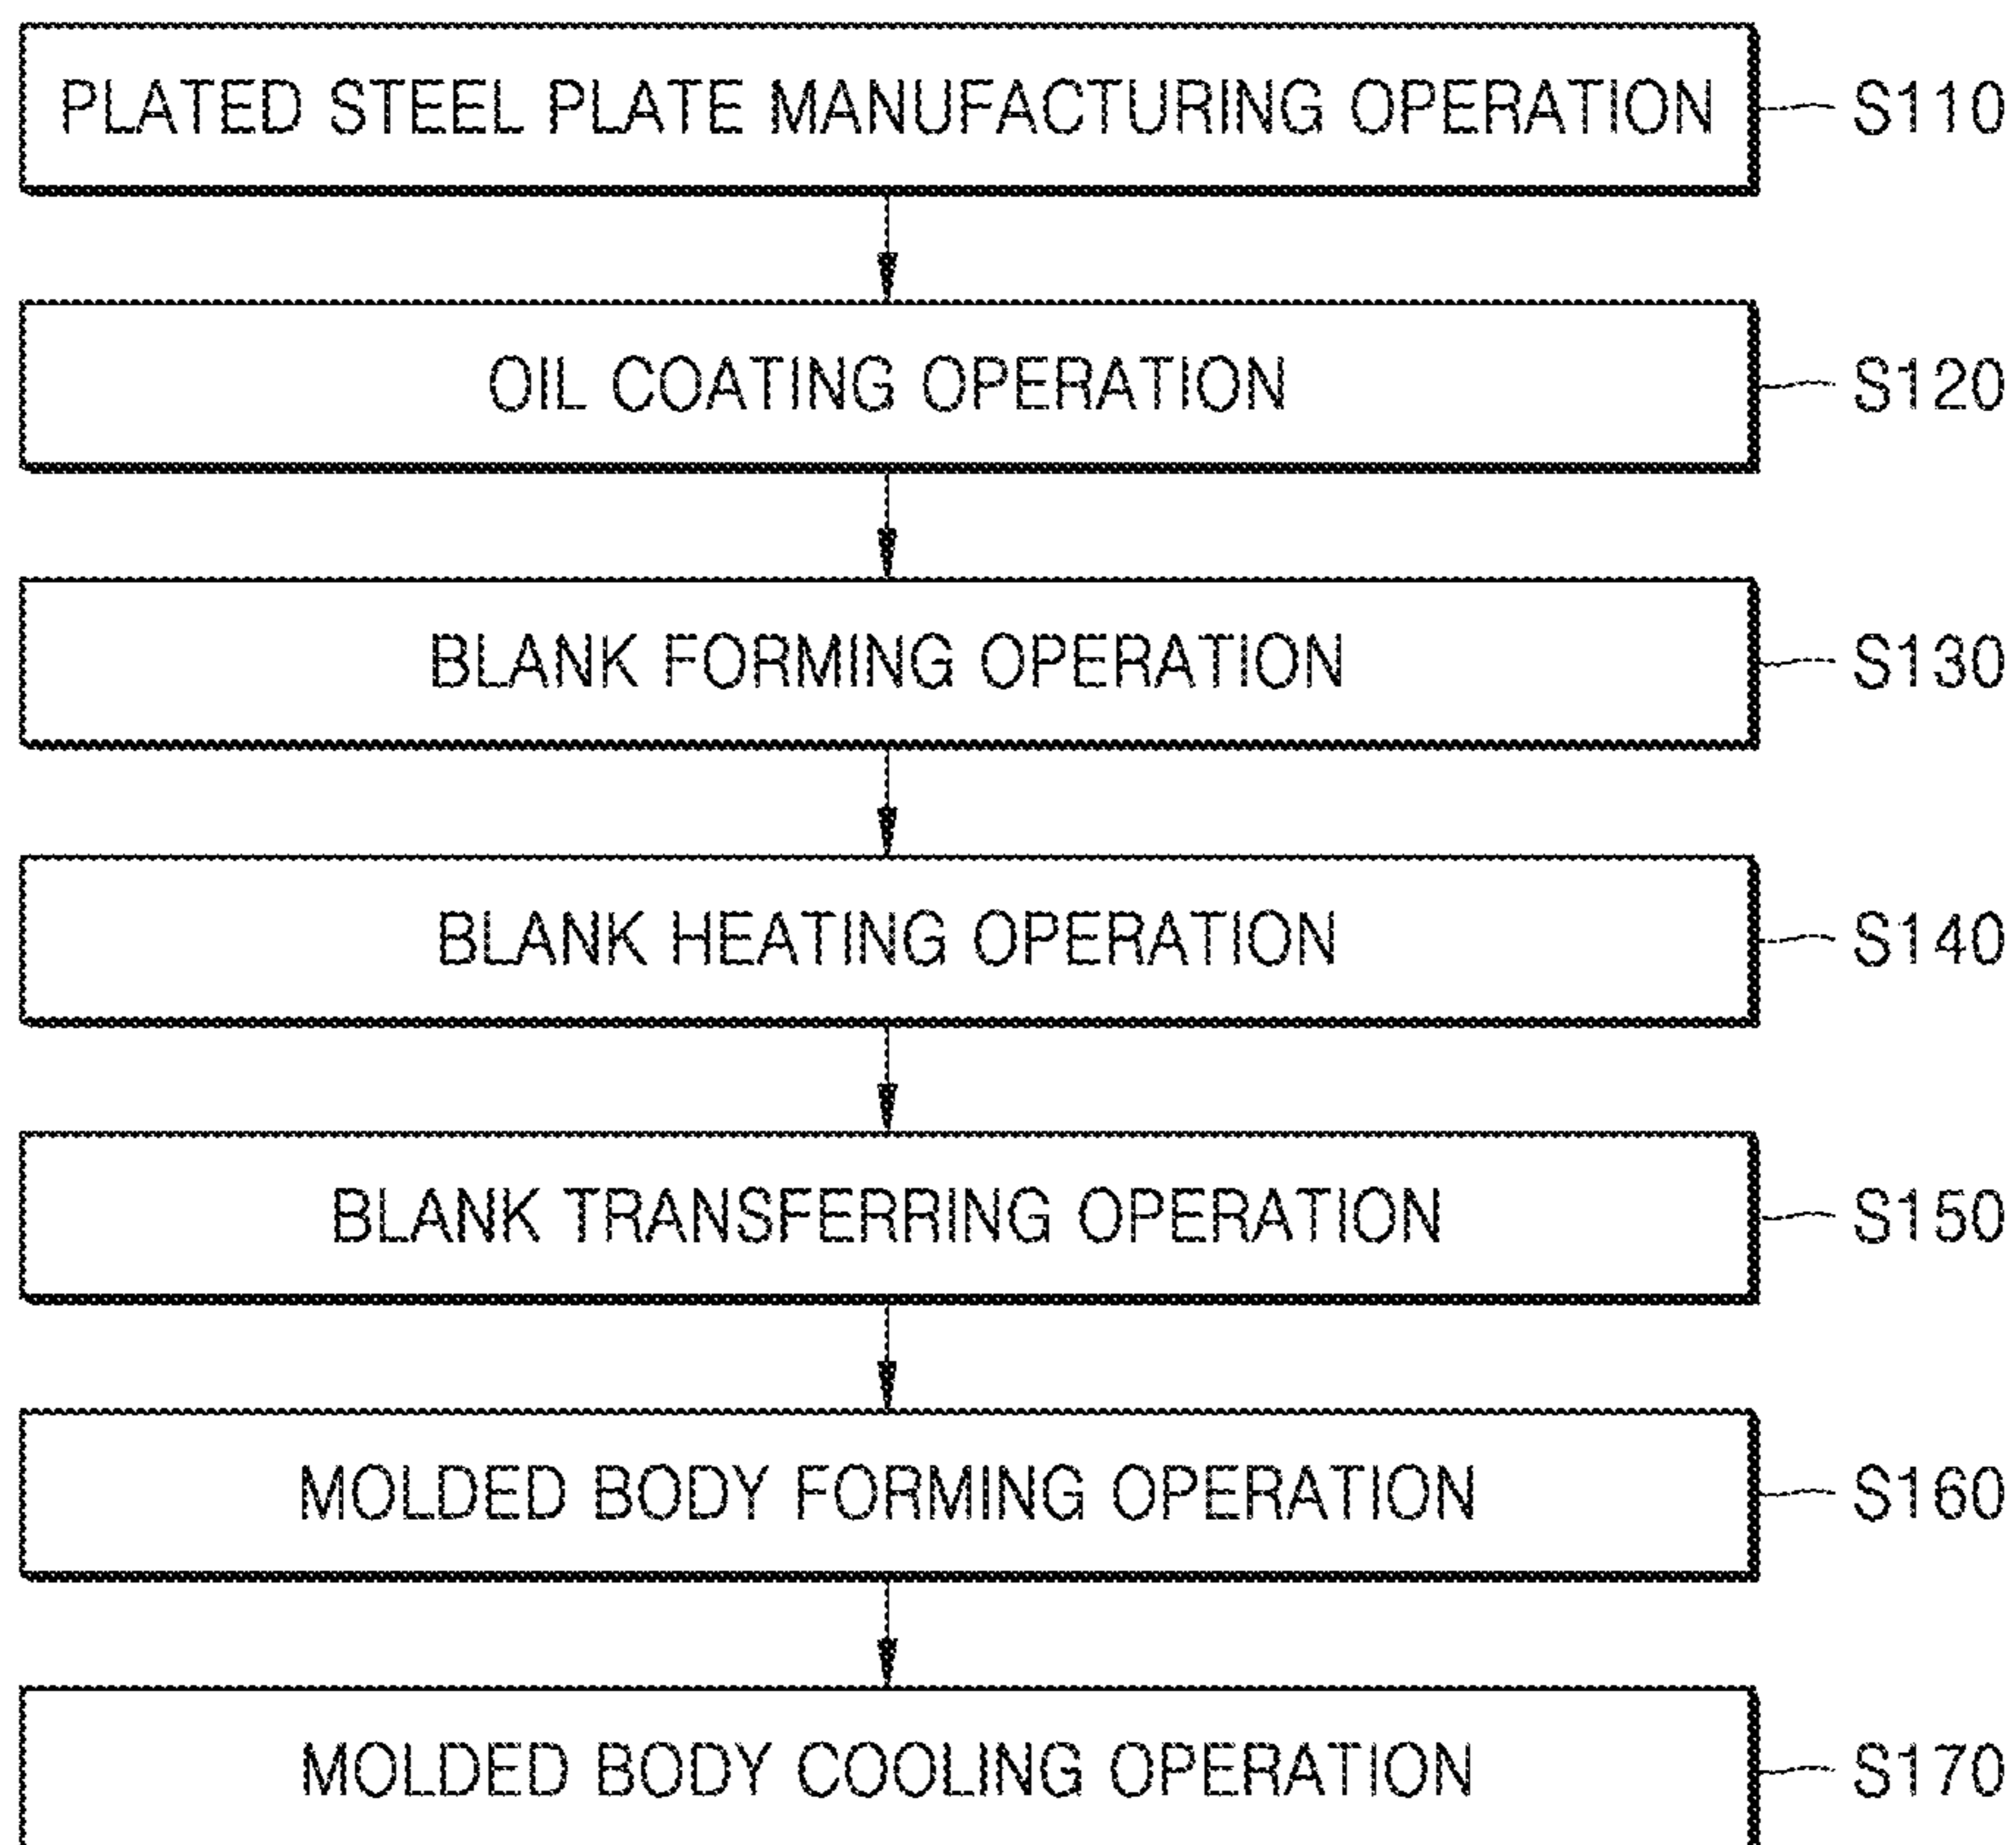 PLATED STEEL PLATE MANUFACTURING OPERATION S110
OIL COATING OPERATION S120
BLANK FORMING OPERATION S130
BLANK HEATING OPERATION S140
BLANK TRANSFERRING OPERATION S150
MOLDED BODY FORMING OPERATION S160
MOLDED BODY COOLING OPERATION S170